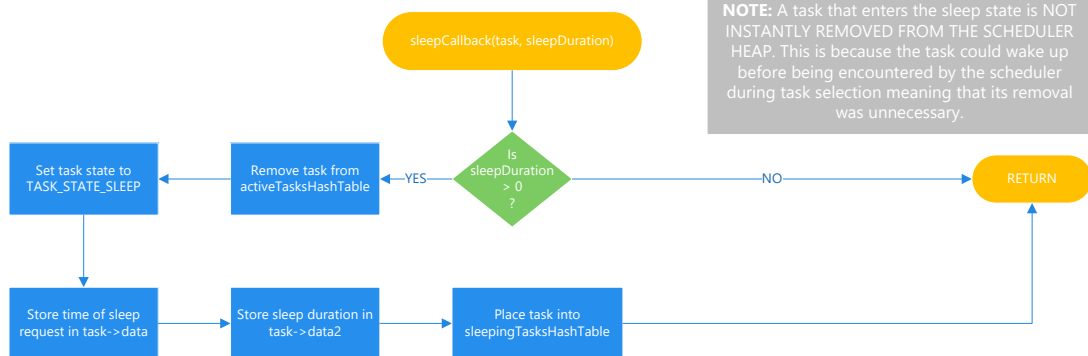 NOTE: A task that enters the sleep state is NOT
INSTANTLY REMOVED FROM THE SCHEDULER
HEAP. This is because the task could wake up
before being encountered by the scheduler
during task selection meaning that its removal
was unnecessary.
sleepCallback(task, sleepDuration)
Is
sleepDuration
> 0
?
YES
NO
RETURN
Remove task from
activeTasksHashTable
Set task state to
TASK_STATE_SLEEP
Store time of sleep
request in task->data
Store sleep duration in
task->data2
Place task into
sleepingTasksHashTable